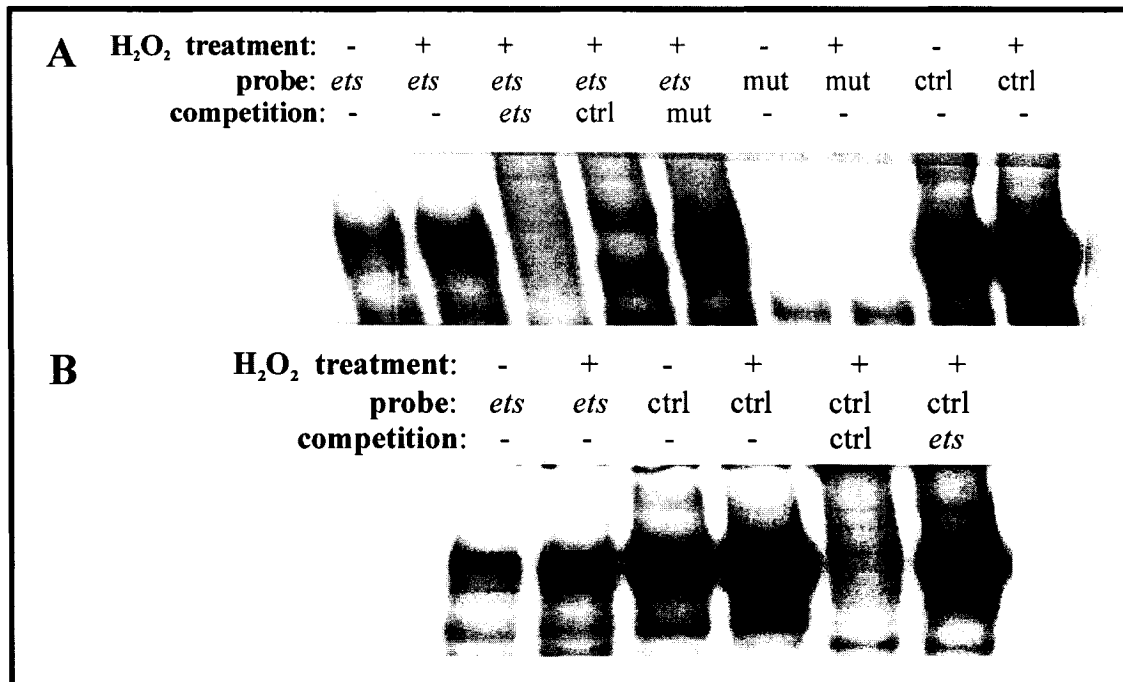 A H₂O₂ treatment: - + + + + - + - +
probe: ets ets ets ets ets mut mut ctrl ctrl
competition: - - ets ctrl mut - - - -
B H₂O₂ treatment: - + - + + +
probe: ets ets ctrl ctrl ctrl ctrl
competition: - - - - ctrl ets